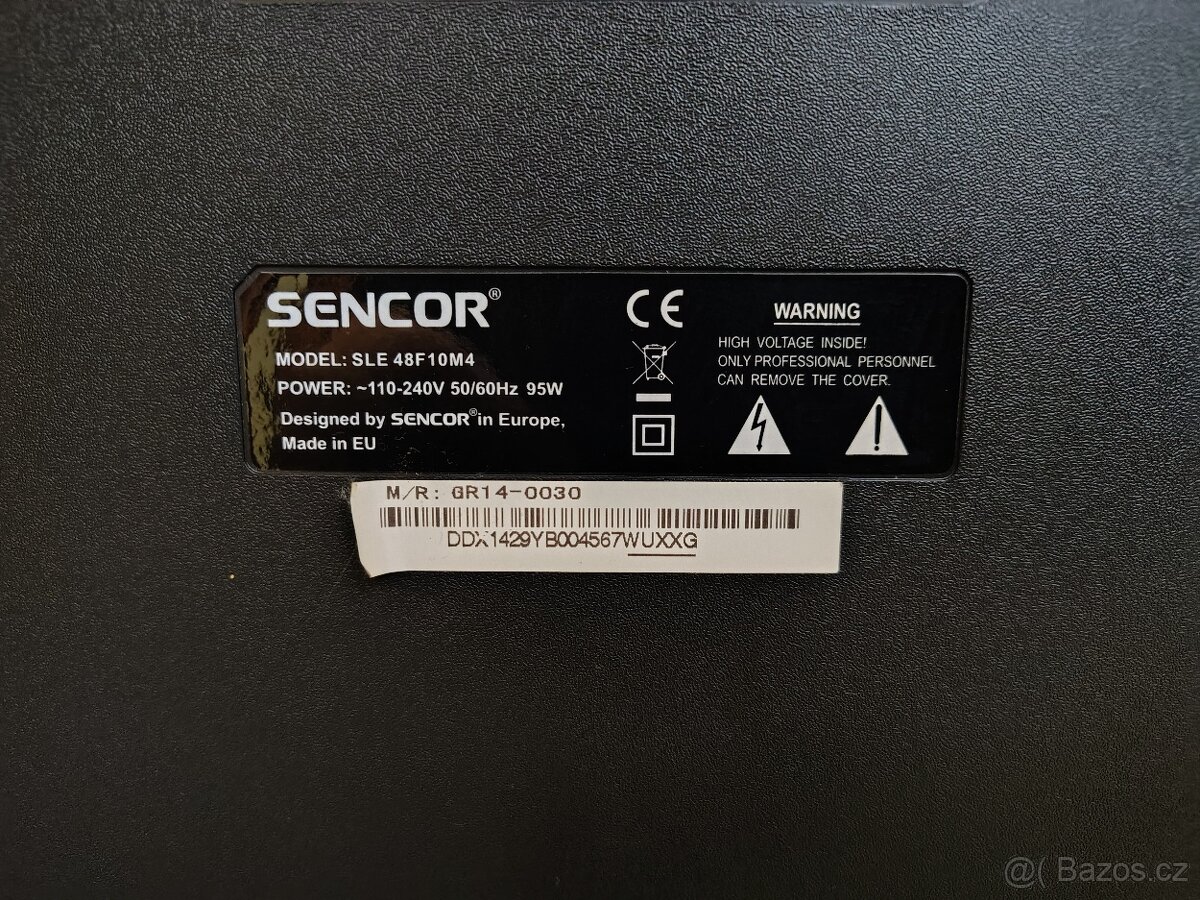 SENCOR®
MODEL: SLE 48F10M4
POWER: ~110-240V 50/60Hz 95W
Designed by SENCOR® in Europe,
Made in EU
CE
WARNING
HIGH VOLTAGE INSIDE!
ONLY PROFESSIONAL PERSONNEL
CAN REMOVE THE COVER.
M/R: GR14-0030
DDX1429YB004567WUXXG
@( Bazos.cz